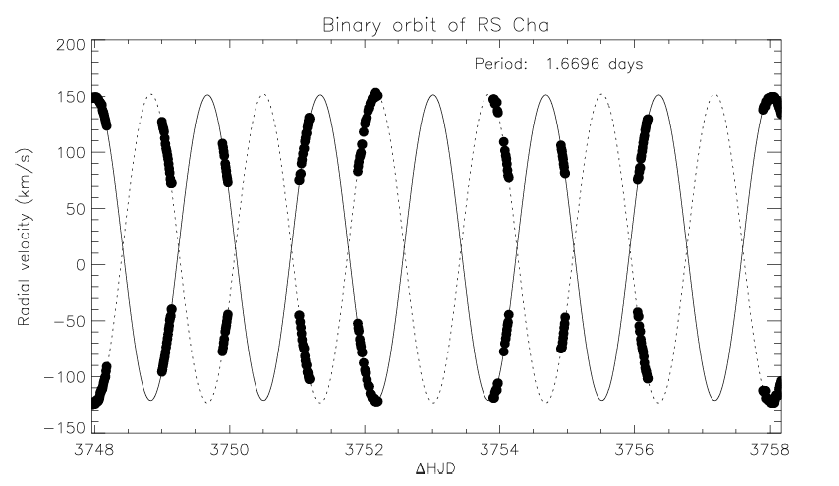 Binary orbit of RS Cha
Period: 1.6696 days
200
150
100
50
0
−50
−100
−150
Radial velocity (km/s)
3748 3750 3752 3754 3756 3758
ΔHJD